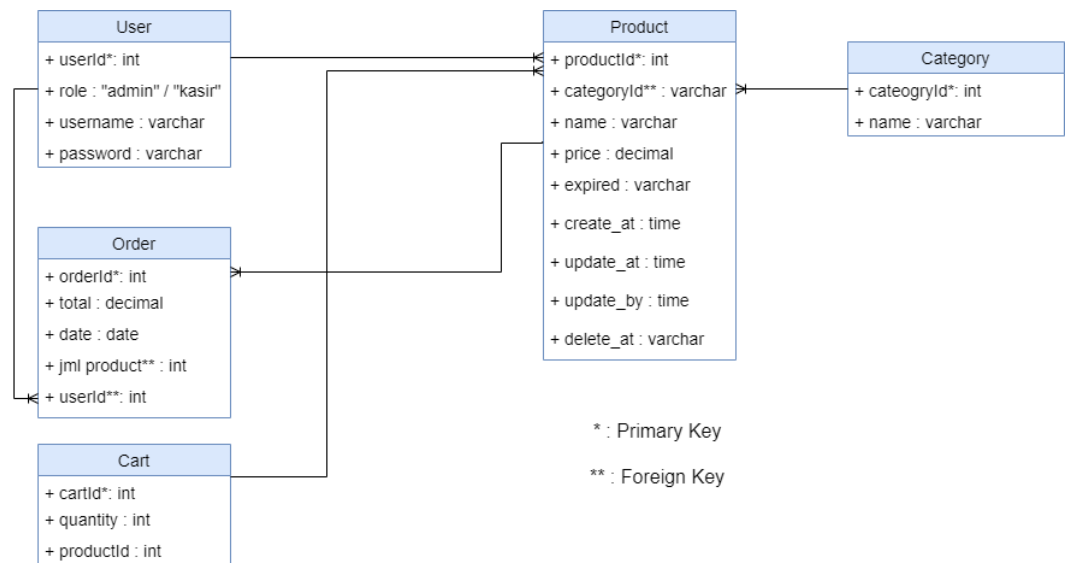 User
+ userId*: int
+ role : "admin" / "kasir"
+ username : varchar
+ password : varchar
Order
+ orderId*: int
+ total : decimal
+ date : date
+ jml product** : int
+ userId**: int
Cart
+ cartId*: int
+ quantity : int
+ productId : int
Product
+ productId*: int
+ categoryId** : varchar
+ name : varchar
+ price : decimal
+ expired : varchar
+ create_at : time
+ update_at : time
+ update_by : time
+ delete_at : varchar
Category
+ cateogryId*: int
+ name : varchar
* : Primary Key
** : Foreign Key